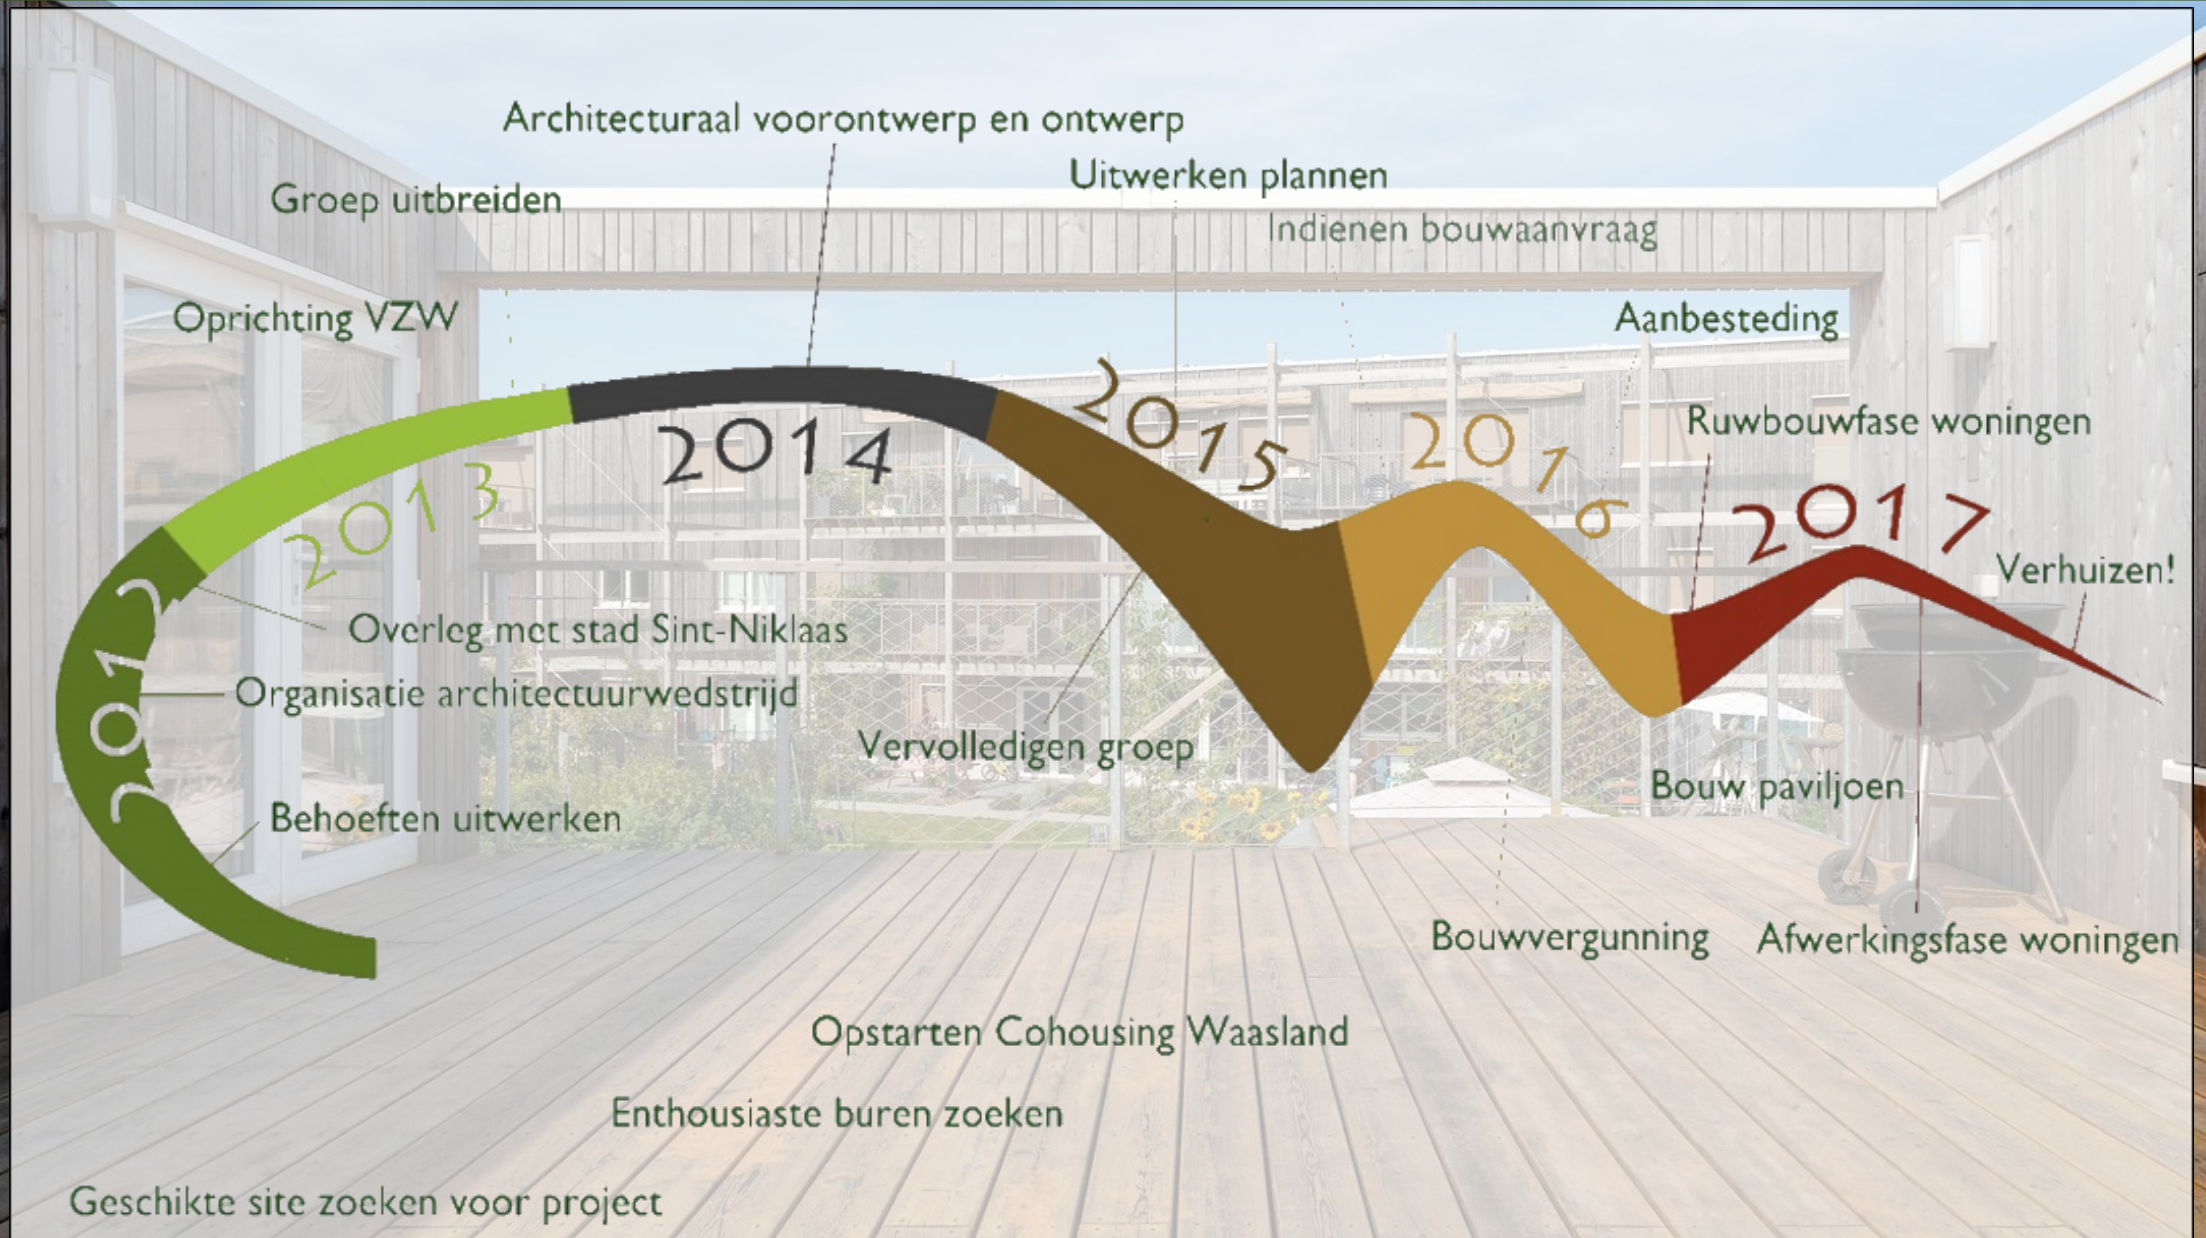 Architecturaal voorontwerp en ontwerp
Uitwerken plannen
Groep uitbreiden
Indienen bouwaanvraag
Oprichting VZW
Aanbesteding
2015
Ruwbouwfase woningen
2014
2016
2013
2017
Verhuizen!
2012
Overleg met stad Sint-Niklaas
Organisatie architectuurwedstrijd
Vervolledigen groep
Bouw paviljoen
Behoeften uitwerken
Bouwvergunning
Afwerkingsfase woningen
Opstarten Cohousing Waasland
Enthousiaste buren zoeken
Geschikte site zoeken voor project